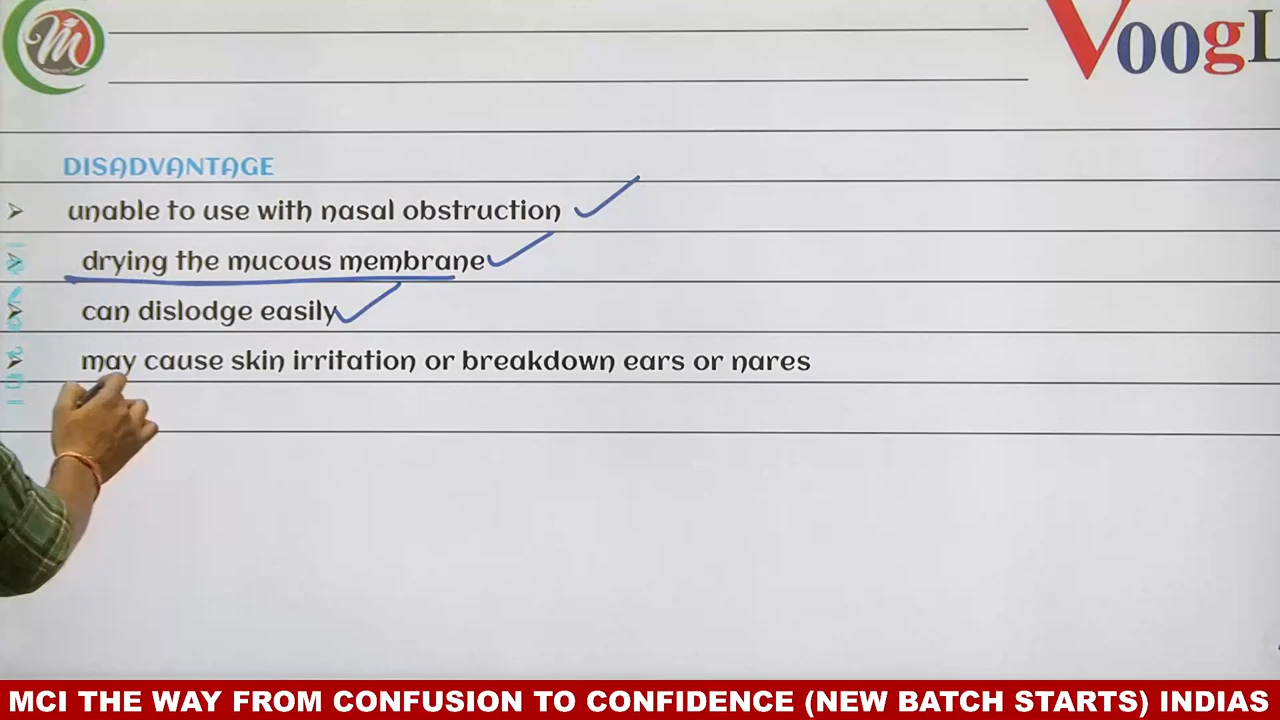 m
VoogL
DISADVANTAGE
➢ unable to use with nasal obstruction
➢ drying the mucous membrane
➢ can dislodge easily
➢ may cause skin irritation or breakdown ears or nares
MCI THE WAY FROM CONFUSION TO CONFIDENCE (NEW BATCH STARTS) INDIAS